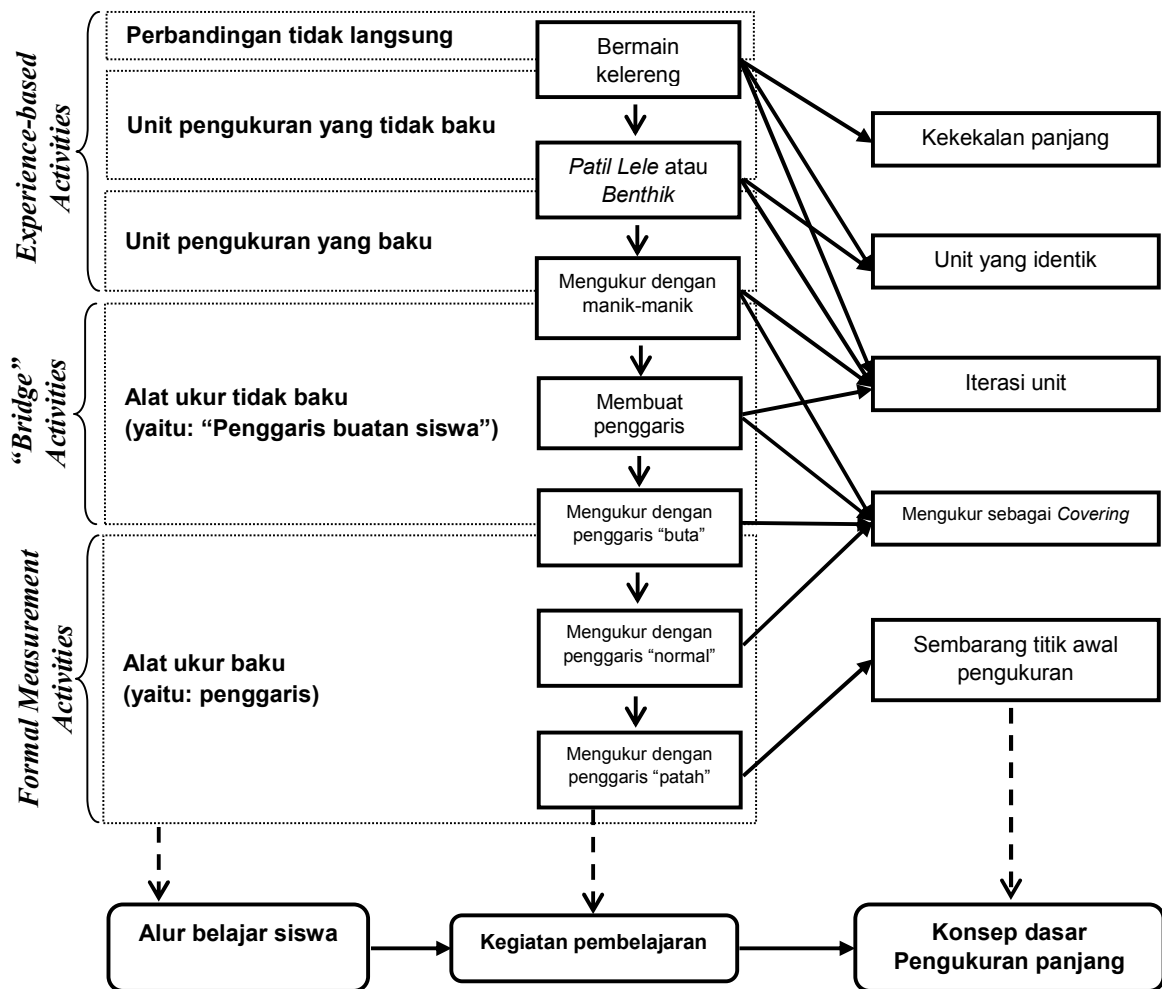 Experience-based
Activities
Perbandingan tidak langsung
Unit pengukuran yang tidak baku
Unit pengukuran yang baku
"Bridge"
Activities
Alat ukur tidak baku
(yaitu: “Penggaris buatan siswa”)
Formal Measurement
Activities
Alat ukur baku
(yaitu: penggaris)
Bermain
kelereng
Patil Lele atau
Benthik
Mengukur dengan
manik-manik
Membuat
penggaris
Mengukur dengan
penggaris “buta”
Mengukur dengan
penggaris “normal”
Mengukur dengan
penggaris “patah”
Kekekalan panjang
Unit yang identik
Iterasi unit
Mengukur sebagai Covering
Sembarang titik awal
pengukuran
Alur belajar siswa
Kegiatan pembelajaran
Konsep dasar
Pengukuran panjang